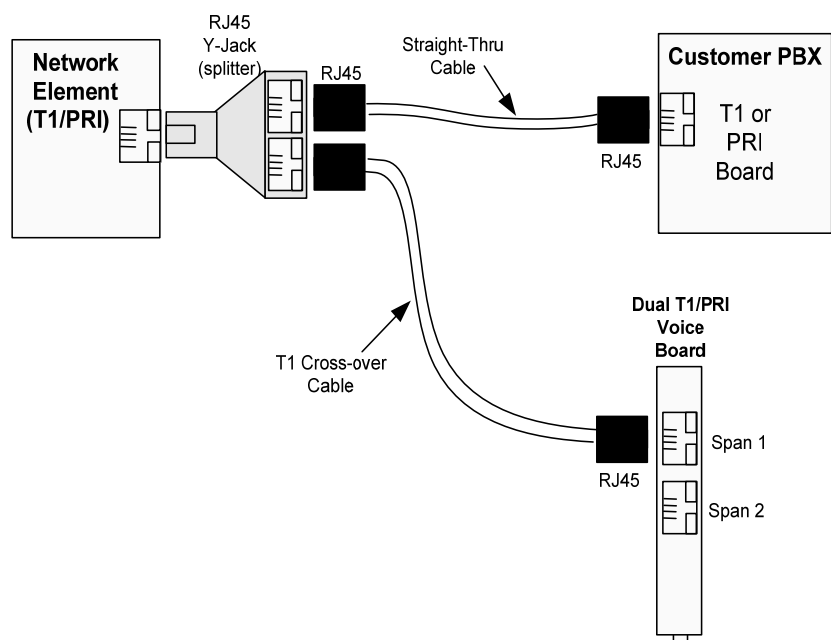 Network
Element
(T1/PRI)
RJ45
Y-Jack
(splitter)
RJ45
Straight-Thru
Cable
RJ45
Customer PBX
T1 or
PRI
Board
T1 Cross-over
Cable
Dual T1/PRI
Voice
Board
RJ45
Span 1
Span 2